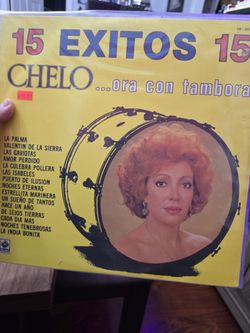 15 EXITOS 15
CHELO ...ora con tambora
LA PALMA
VALENTIN DE LA SIERRA
LAS GAVIOTAS
AMOR PERDIDO
LA CULEBRA POLLERA
LAS ISABELES
PUERTO DE ILUSION
NOCHES ETERNAS
ESTRELLITA MARINERA
UN SUEÑO DE TANTOS
HACE UN AÑO
DE LEJOS TIERRAS
CADA DIA MAS
NOCHES TENEBROSAS
LA INDIA BONITA